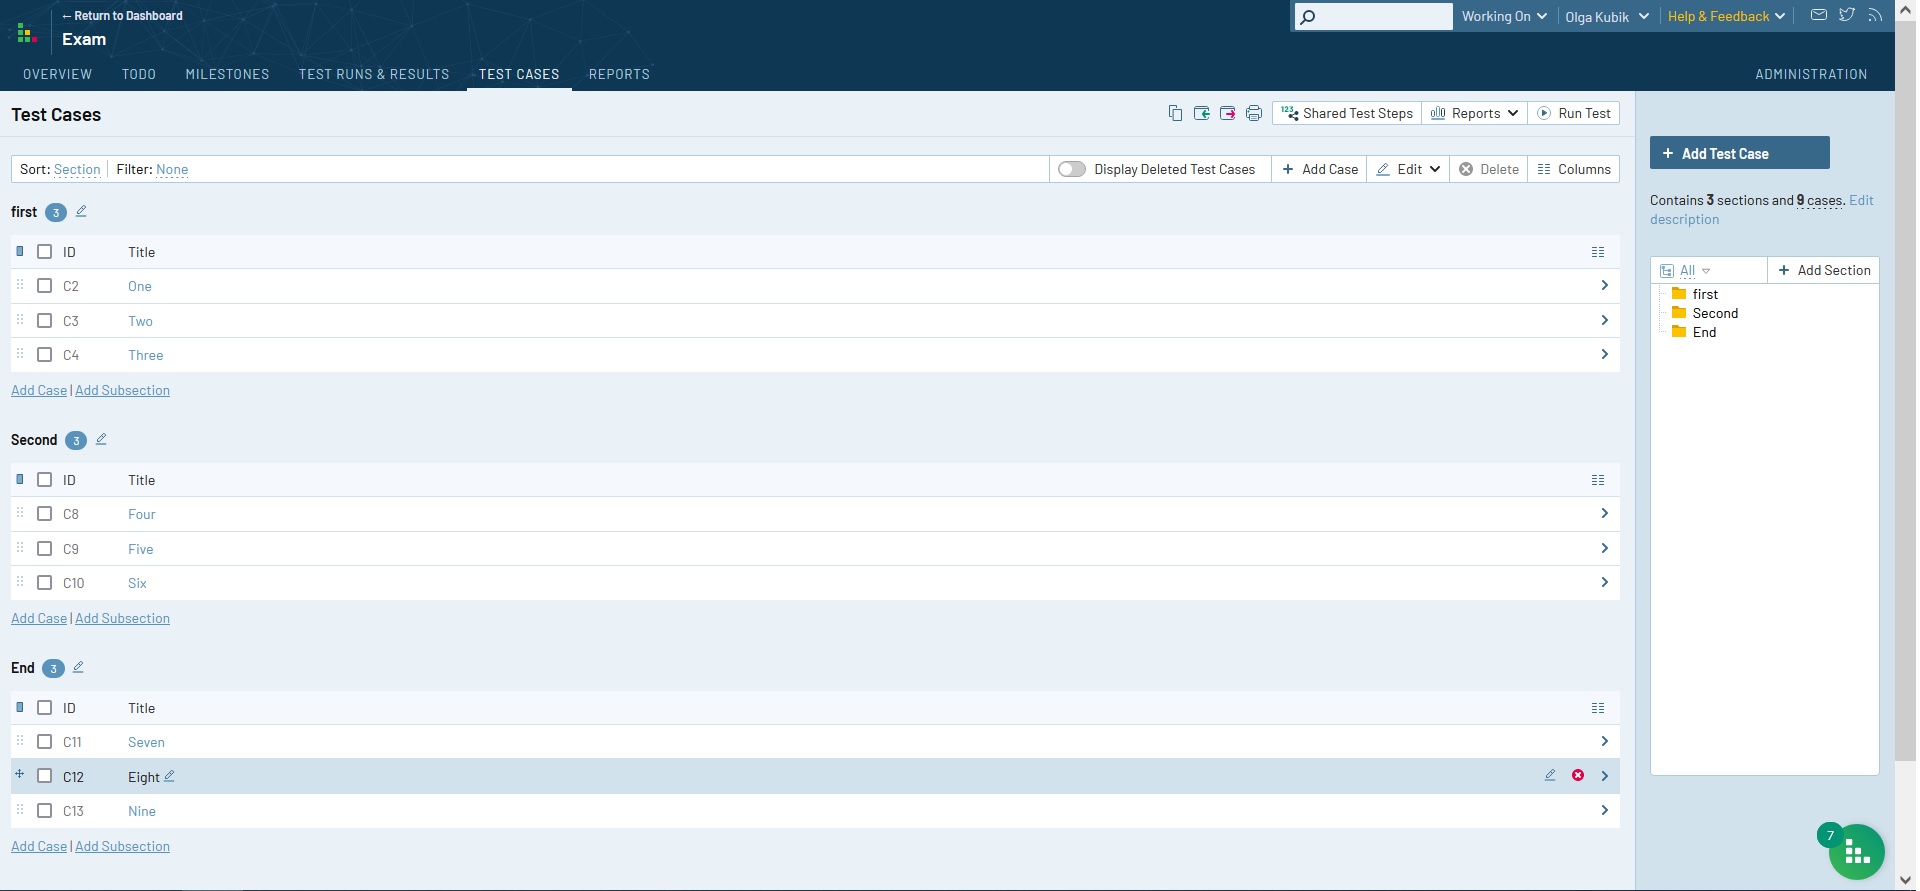 ← Return to Dashboard
Exam
Working On
Olga Kubik
Help & Feedback
OVERVIEW TODO MILESTONES TEST RUNS & RESULTS TEST CASES REPORTS ADMINISTRATION
Test Cases
123 Shared Test Steps Reports Run Test
Sort: Section Filter: None Display Deleted Test Cases + Add Case Edit Delete Columns
first 3
ID Title
C2 One
C3 Two
C4 Three
Add Case | Add Subsection
Second 3
ID Title
C8 Four
C9 Five
C10 Six
Add Case | Add Subsection
End 3
ID Title
C11 Seven
C12 Eight
C13 Nine
Add Case | Add Subsection
+ Add Test Case
Contains 3 sections and 9 cases. Edit
description
All + Add Section
first
Second
End
7